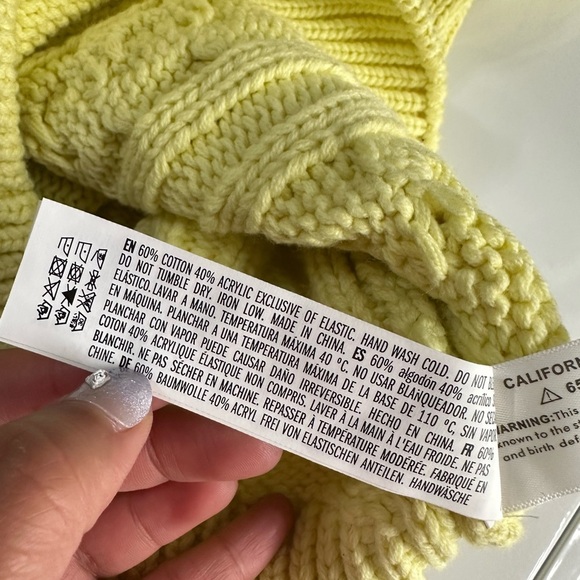 EN 60% COTTON 40% ACRYLIC EXCLUSIVE OF ELASTIC. HAND WASH COLD. DO NOT
DO NOT TUMBLE DRY. IRON LOW. MADE IN CHINA. ES 60% algodón 40% acrílico
ELÁSTICO. LAVAR A MANO, TEMPERATURA MÁXIMA 40 °C. NO USAR BLANQUEADOR. NO
EN MÁQUINA. PLANCHAR A UNA TEMPERATURA MÁXIMA DE LA BASE DE 110 °C, SIN VAPOR
PLANCHAR CON VAPOR PUEDE CAUSAR DAÑO IRREVERSIBLE. HECHO EN CHINA. FR 60%
COTON 40% ACRYLIQUE ÉLASTIQUE NON COMPRIS. LAVER À LA MAIN À L'EAU FROIDE. NE PAS
BLANCHIR. NE PAS SÉCHER EN MACHINE. REPASSER À TEMPÉRATURE MODÉRÉE. FABRIQUÉ EN
CHINE. DE 60% BAUMWOLLE 40% ACRYL FREI VON ELASTISCHEN ANTEILEN. HANDWÄSCHE
⚠
WARNING: This
known to the
and birth